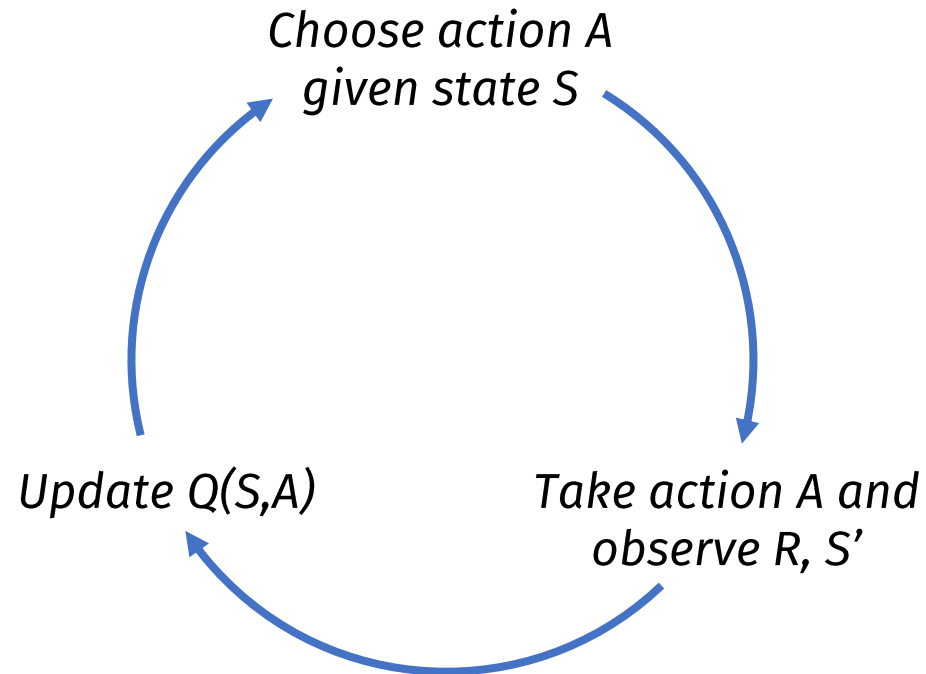 Choose action A
given state S
Update Q(S,A)
Take action A and
observe R, S’